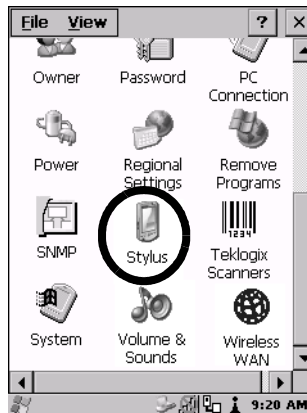 File View ? ×
Owner Password PC
Connection
Power Regional Remove
Settings Programs
1234
SNMP Stylus Teklogix
Scanners
System Volume & Wireless
Sounds WAN
9:20 AM